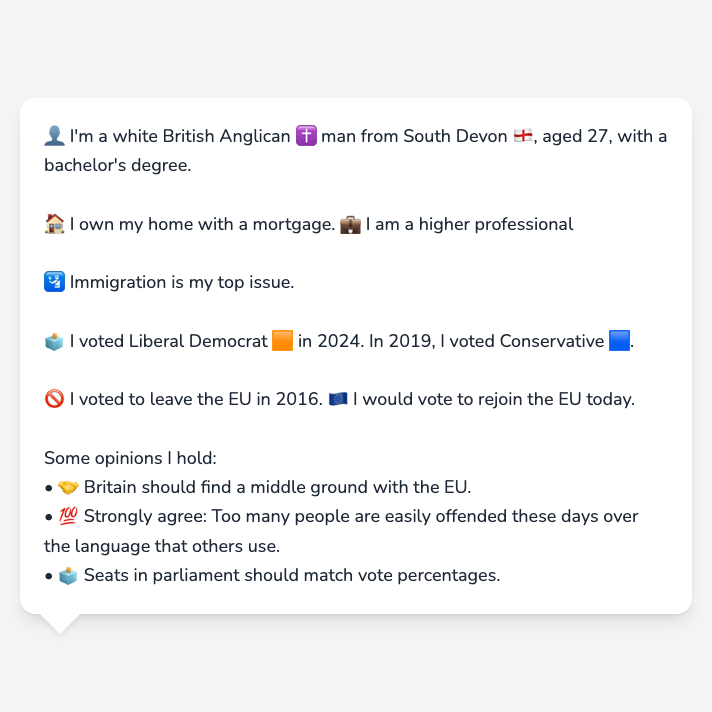 👤 I'm a white British Anglican ✝️ man from South Devon 🏴󠁧󠁢󠁥󠁮󠁧󠁿, aged 27, with a
bachelor's degree.
🏠 I own my home with a mortgage. 💼 I am a higher professional
🛂 Immigration is my top issue.
🗳️ I voted Liberal Democrat 🟧 in 2024. In 2019, I voted Conservative 🟦.
🚫 I voted to leave the EU in 2016. 🇪🇺 I would vote to rejoin the EU today.
Some opinions I hold:
• 🤝 Britain should find a middle ground with the EU.
• 💯 Strongly agree: Too many people are easily offended these days over
the language that others use.
• 🗳️ Seats in parliament should match vote percentages.